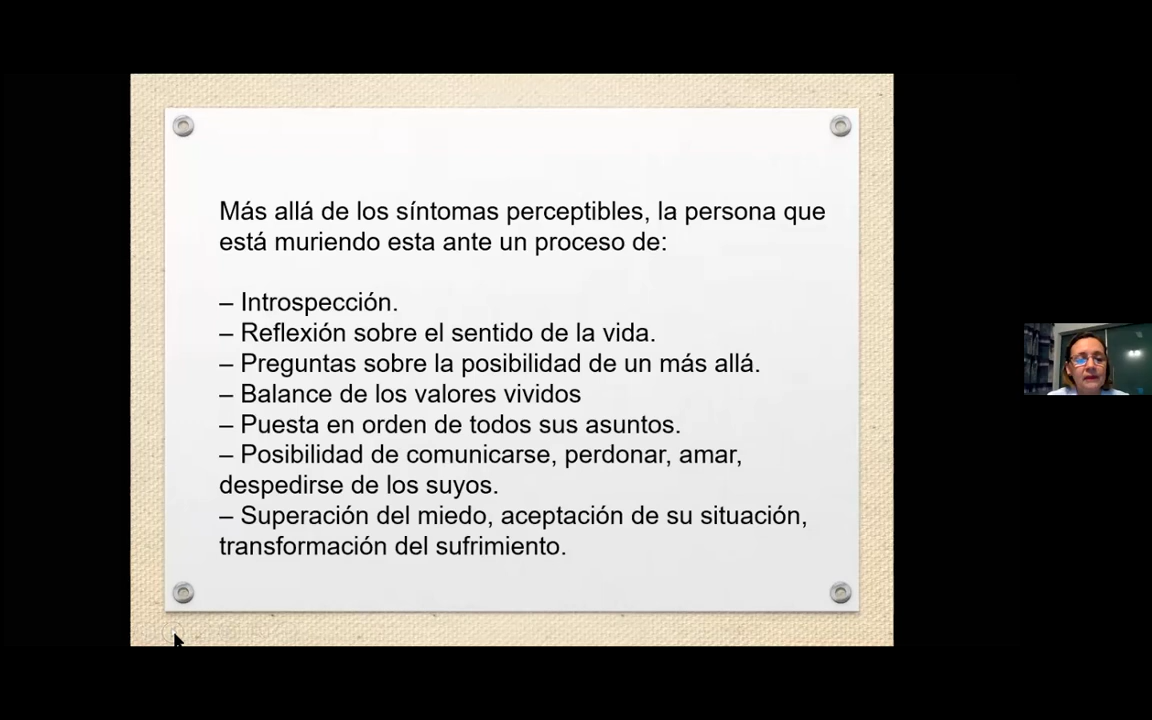 Más allá de los síntomas perceptibles, la persona que
está muriendo esta ante un proceso de:
– Introspección.
– Reflexión sobre el sentido de la vida.
– Preguntas sobre la posibilidad de un más allá.
– Balance de los valores vividos
– Puesta en orden de todos sus asuntos.
– Posibilidad de comunicarse, perdonar, amar,
despedirse de los suyos.
– Superación del miedo, aceptación de su situación,
transformación del sufrimiento.